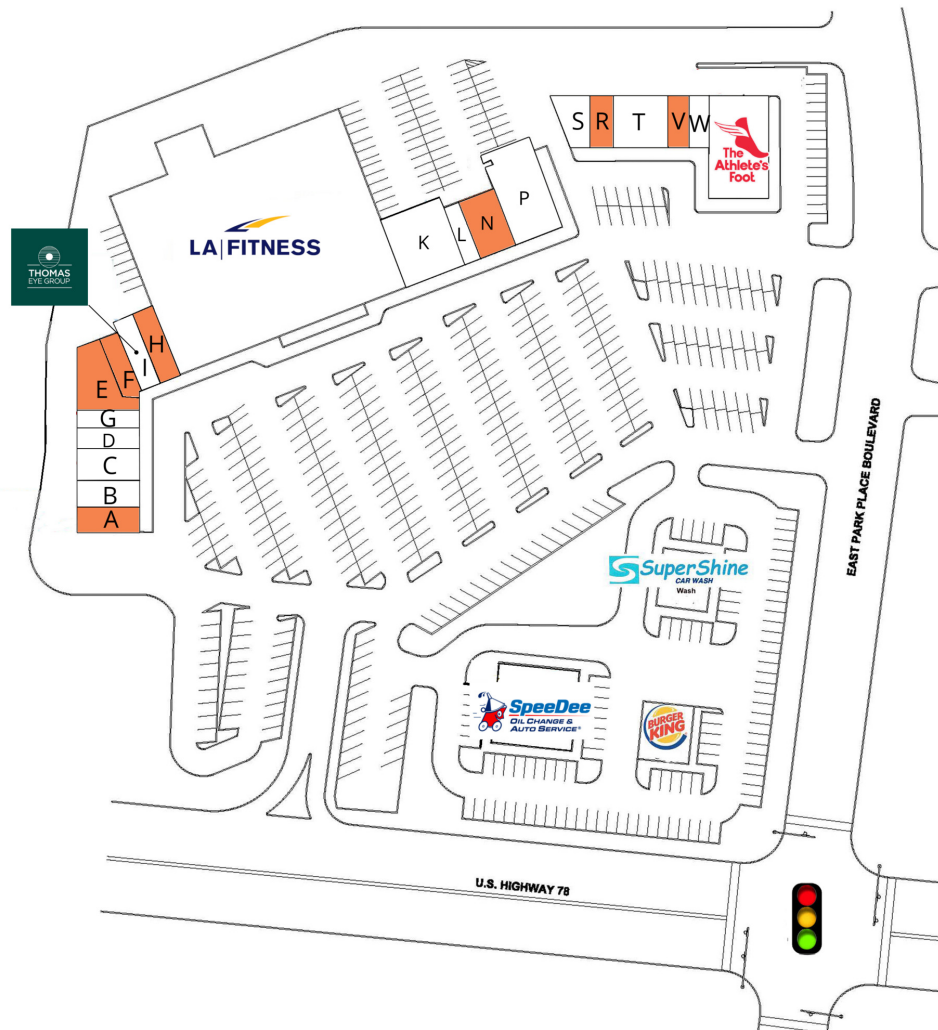 S R T V W
The
Athlete's
Foot
P
N
L
K
LA|FITNESS
THOMAS
EYE GROUP
H
I
F
E
G
D
C
B
A
EAST PARK PLACE BOULEVARD
SuperShine
CAR WASH
Wash
SpeeDee
OIL CHANGE &
AUTO SERVICE®
BURGER
KING
U.S. HIGHWAY 78